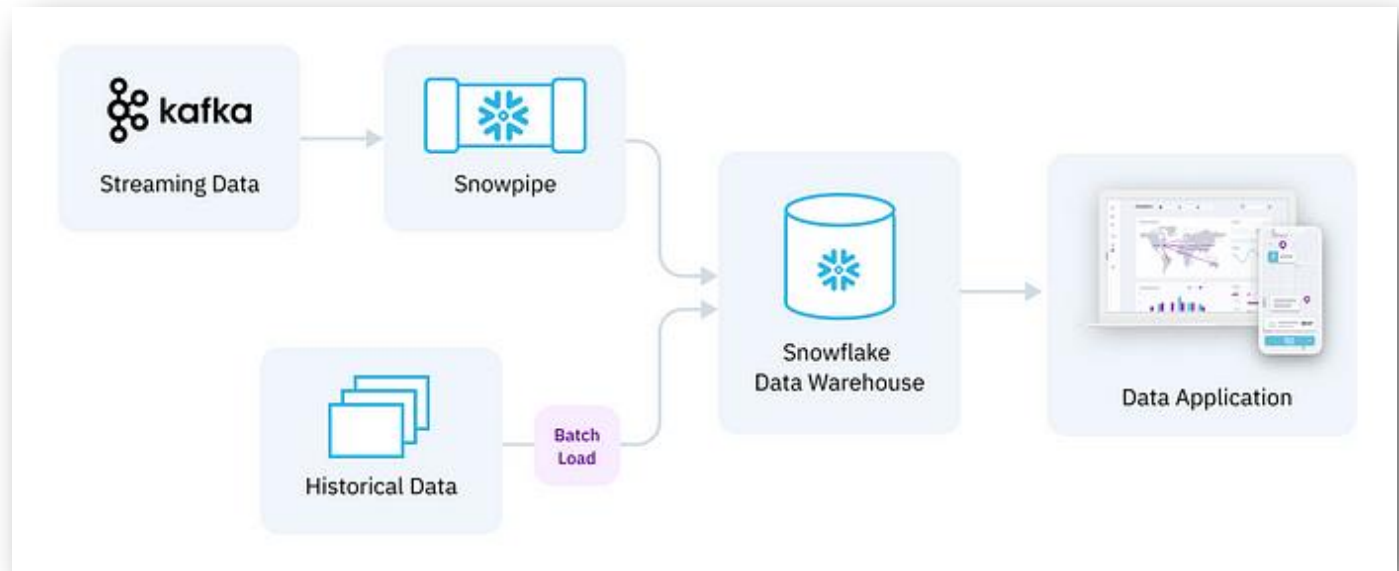 kafka
Streaming Data
Snowpipe
Historical Data
Batch
Load
Snowflake
Data Warehouse
Data Application